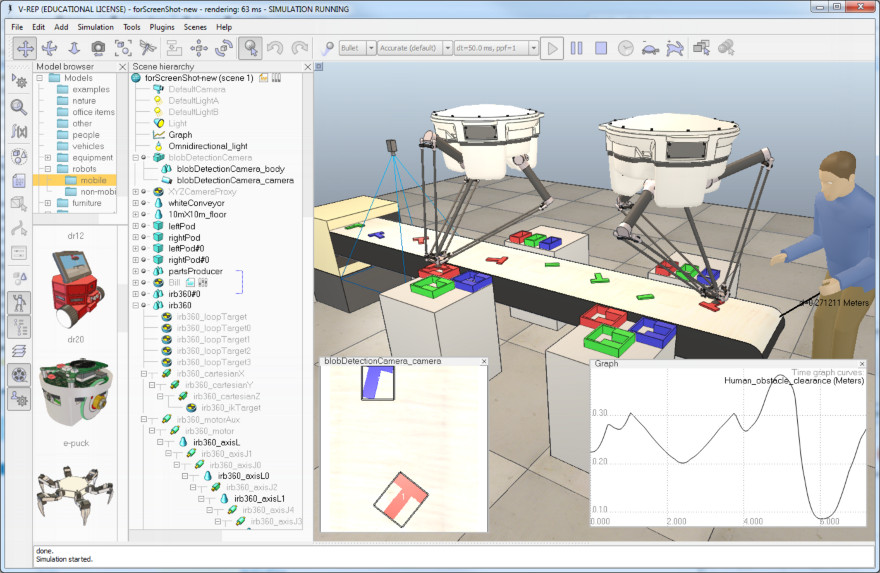 V-REP (EDUCATIONAL LICENSE) - forScreenShot-new - rendering: 63 ms - SIMULATION RUNNING
File Edit Add Simulation Tools Plugins Scenes Help
Bullet Accurate (default) dt=50.0 ms, ppf=1
Model browser
Models
examples
nature
office items
other
people
vehicles
equipment
robots
mobile
non-mobi
furniture
dr12
dr20
e-puck
Scene hierarchy
forScreenShot-new (scene 1)
DefaultCamera
DefaultLightA
DefaultLightB
Light
Graph
Omnidirectional_light
blobDetectionCamera
blobDetectionCamera_body
blobDetectionCamera_camera
XYZCameraProxy
whiteConveyor
10mX10m_floor
leftPod
rightPod
leftPod#0
rightPod#0
partsProducer
Bill
irb360#0
irb360
irb360_loopTarget
irb360_loopTarget0
irb360_loopTarget1
irb360_loopTarget2
irb360_loopTarget3
irb360_cartesianX
irb360_cartesianY
irb360_cartesianZ
irb360_ikTarget
irb360_motorAux
irb360_motor
irb360_axisL
irb360_axisJ1
irb360_axisJ0
irb360_axisL0
irb360_axisJ2
irb360_axisL1
irb360_axisJ4
irb360_axisJ3
0.271211 Meters
blobDetectionCamera_camera
1
Graph
Time graph curves:
Human_obstacle_clearance (Meters)
0.30
0.20
0.10
0.000 2.000 4.000 6.000
done.
Simulation started.